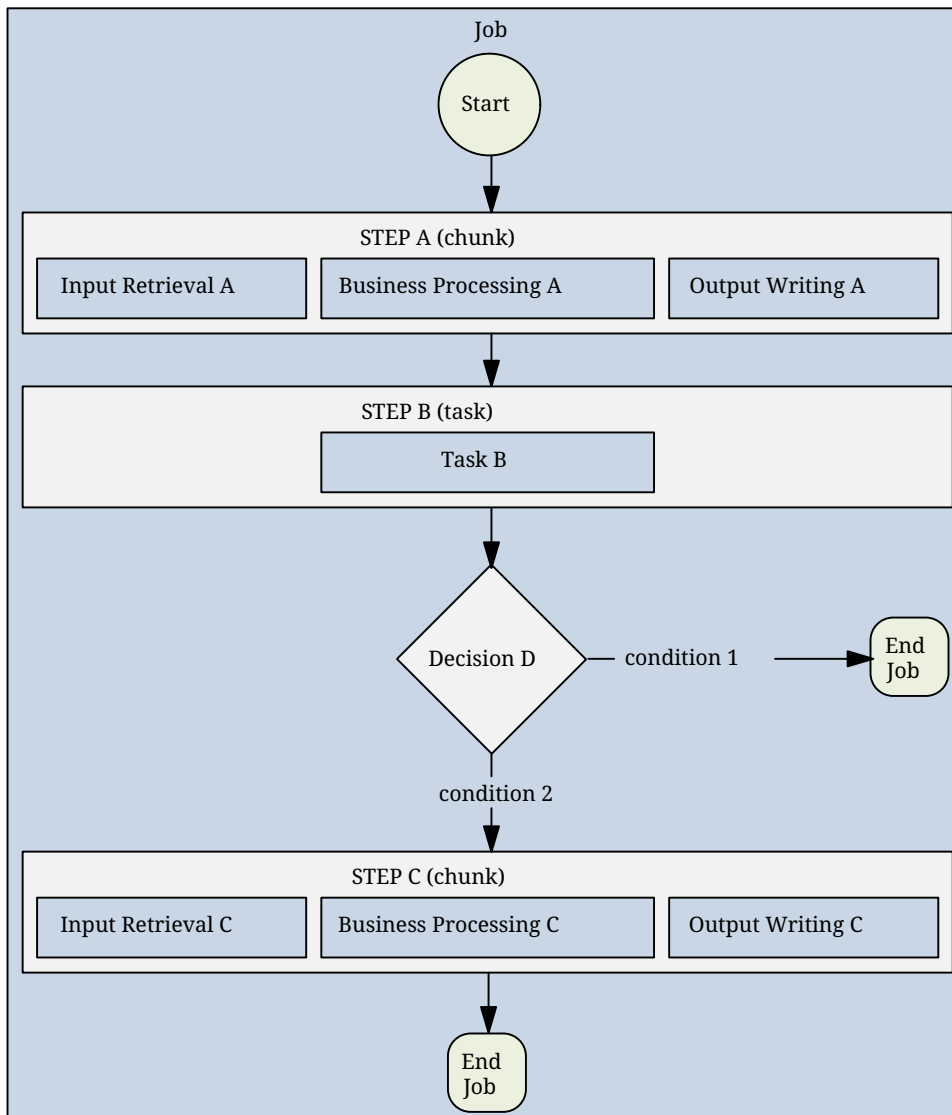 Job
Start
STEP A (chunk)
Input Retrieval A
Business Processing A
Output Writing A
STEP B (task)
Task B
Decision D
condition 1
End
Job
condition 2
STEP C (chunk)
Input Retrieval C
Business Processing C
Output Writing C
End
Job